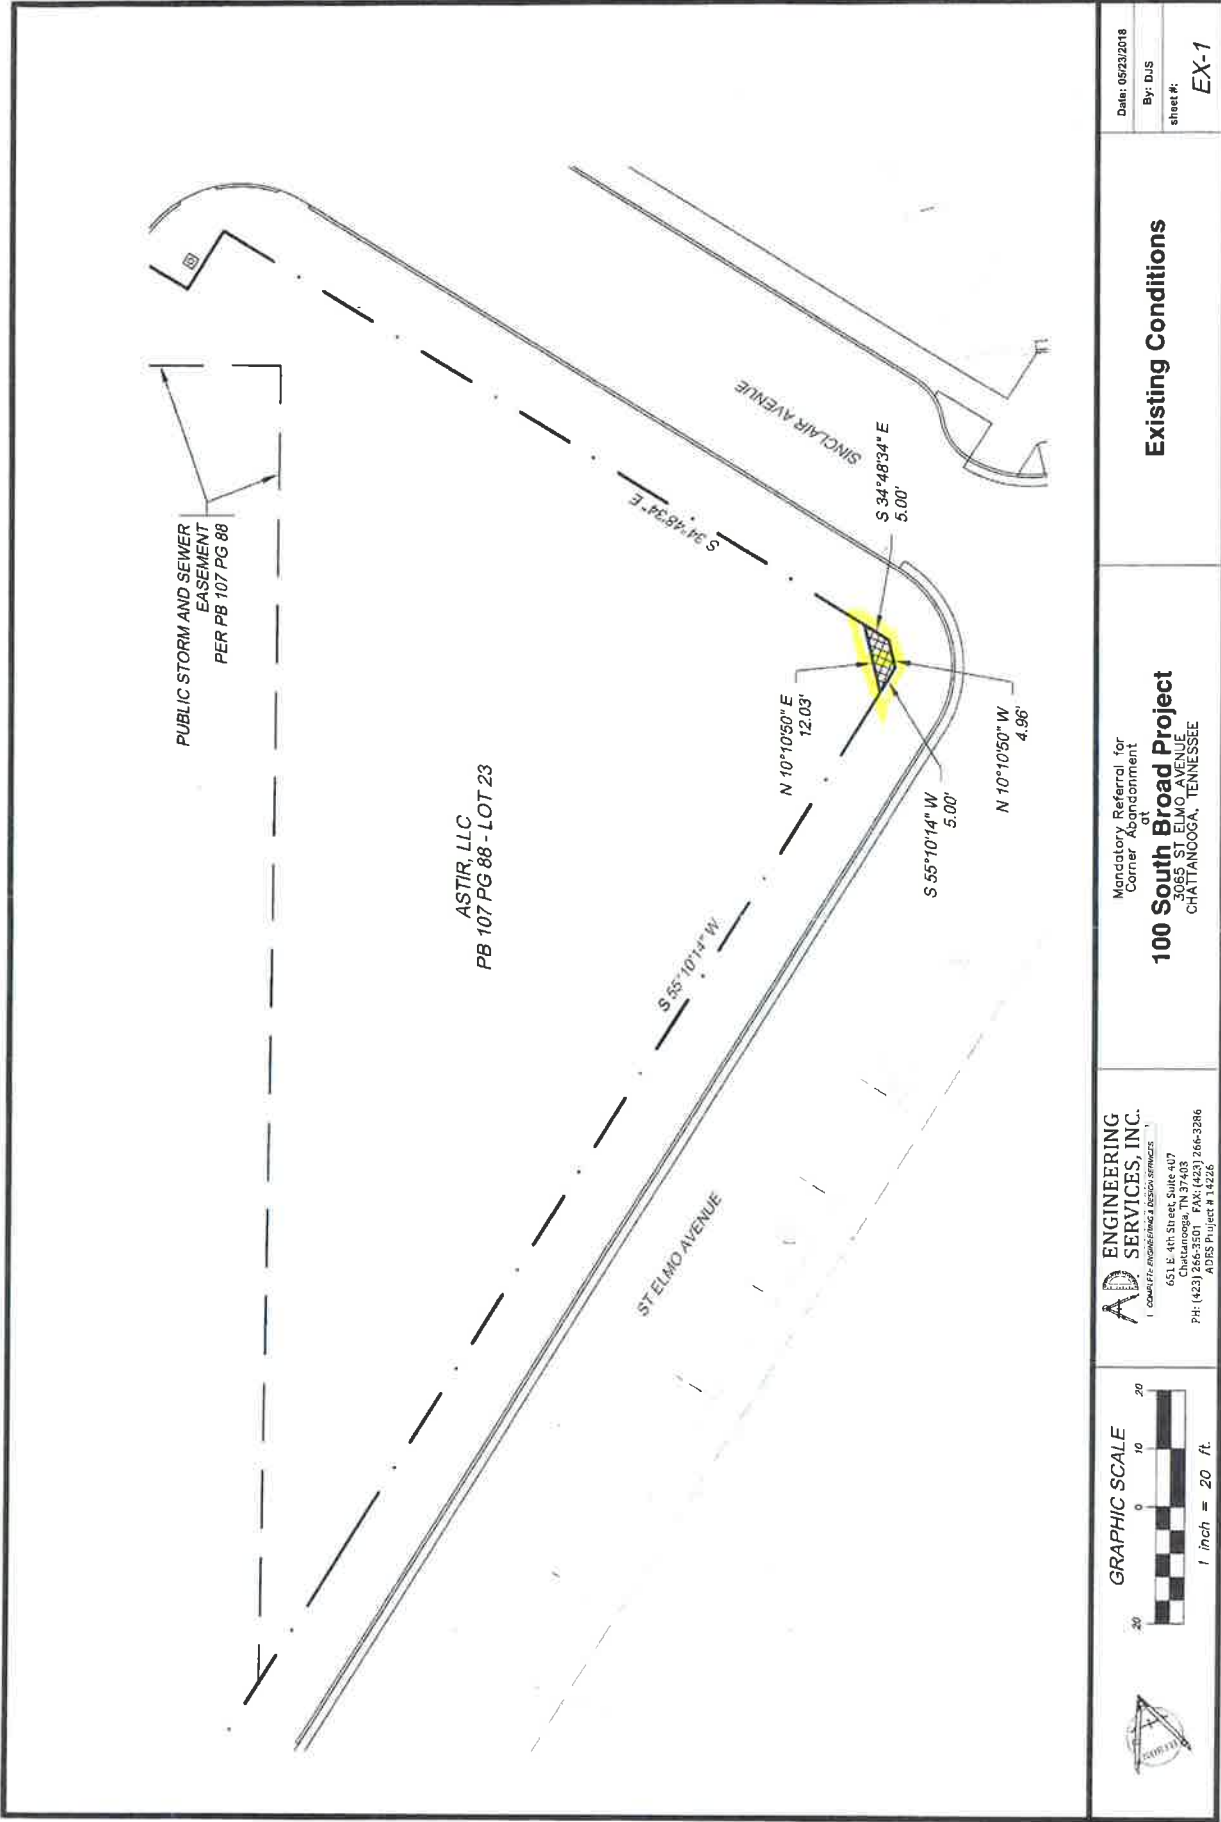 PUBLIC STORM AND SEWER
EASEMENT
PER PB 107 PG 88
ASTIR, LLC
PB 107 PG 88 - LOT 23
S 55°10'14" W
S 34°48'34" E
SINCLAIR AVENUE
ST ELMO AVENUE
N 10°10'50" E
12.03'
S 34°48'34" E
5.00'
S 55°10'14" W
5.00'
N 10°10'50" W
4.96'
GRAPHIC SCALE
20 0 10 20
1 inch = 20 ft.
AD ENGINEERING
SERVICES, INC.
COMPLETE ENGINEERING & DESIGN SERVICES
651 E. 4th Street, Suite 407
Chattanooga, TN 37403
PH: (423) 266-3501 FAX: (423) 266-3286
ADES Project # 14226
Mandatory Referral for
Corner Abandonment
at
100 South Broad Project
3065 ST ELMO AVENUE
CHATTANOOGA, TENNESSEE
Existing Conditions
Date: 05/23/2018
By: DJS
sheet #:
EX-1